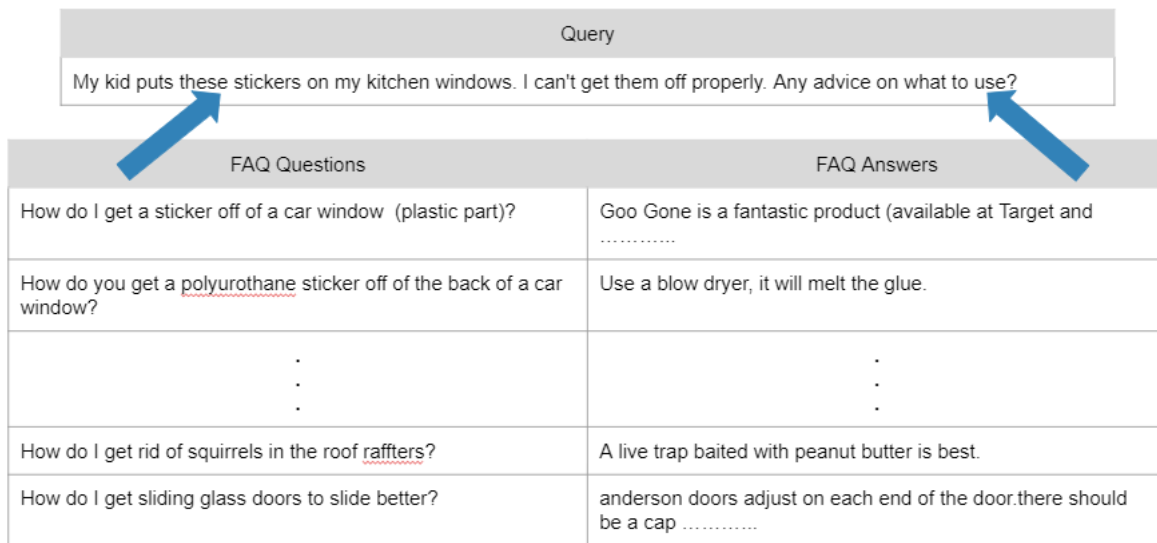 Query
My kid puts these stickers on my kitchen windows. I can't get them off properly. Any advice on what to use?
FAQ Questions
FAQ Answers
How do I get a sticker off of a car window (plastic part)?
Goo Gone is a fantastic product (available at Target and
………...
How do you get a polyurothane sticker off of the back of a car
window?
Use a blow dryer, it will melt the glue.
.
.
.
.
.
.
How do I get rid of squirrels in the roof raffters?
A live trap baited with peanut butter is best.
How do I get sliding glass doors to slide better?
anderson doors adjust on each end of the door.there should
be a cap ………...